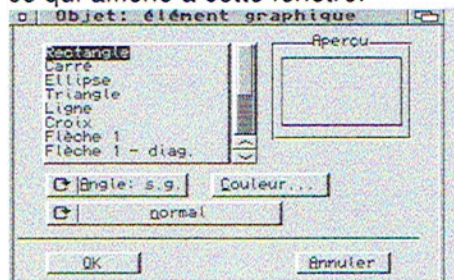 ce qui amène à cette fenêtre:
Objet: élément graphique
Aperçu
Rectangle
Carré
Ellipse
Triangle
Ligne
Croix
Flèche 1
Flèche 1 - diag.
Angle: s.g.
Couleur...
normal
OK
Annuler